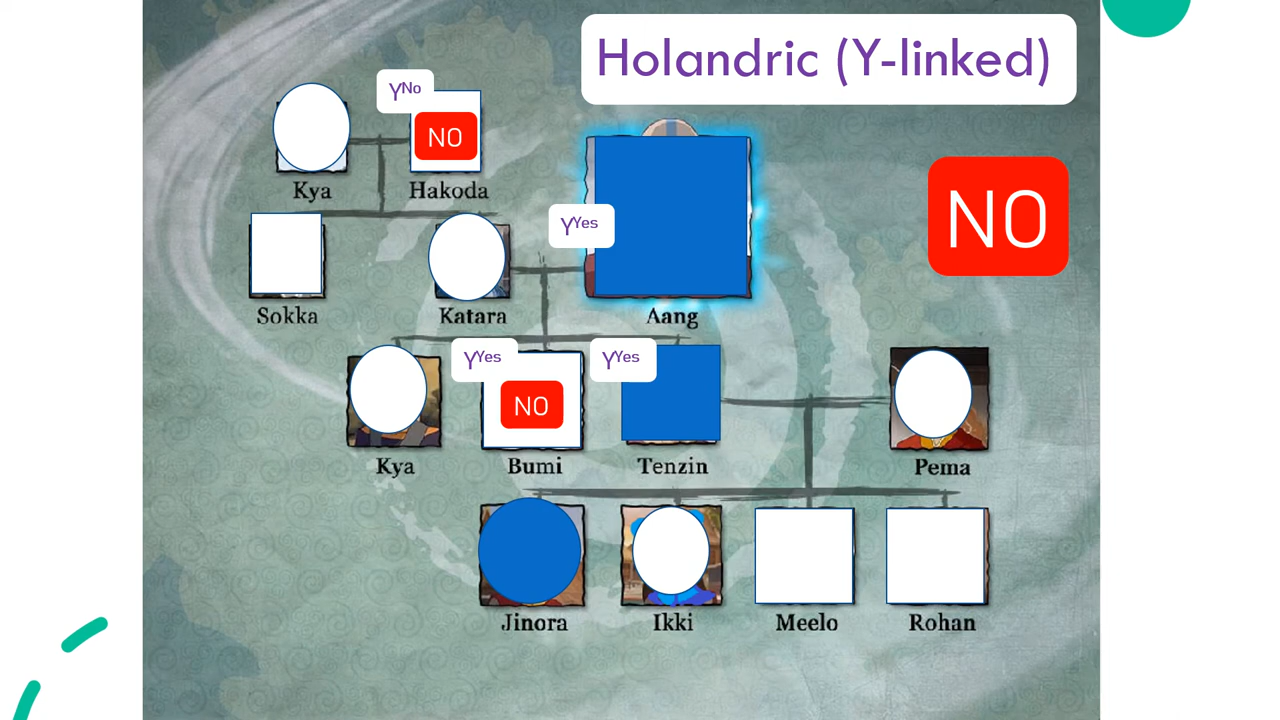 Holandric (Y-linked)
YNo
NO
Kya
Hakoda
NO
YYes
Sokka
Katara
Aang
YYes
YYes
NO
Kya
Bumi
Tenzin
Pema
Jinora
Ikki
Meelo
Rohan